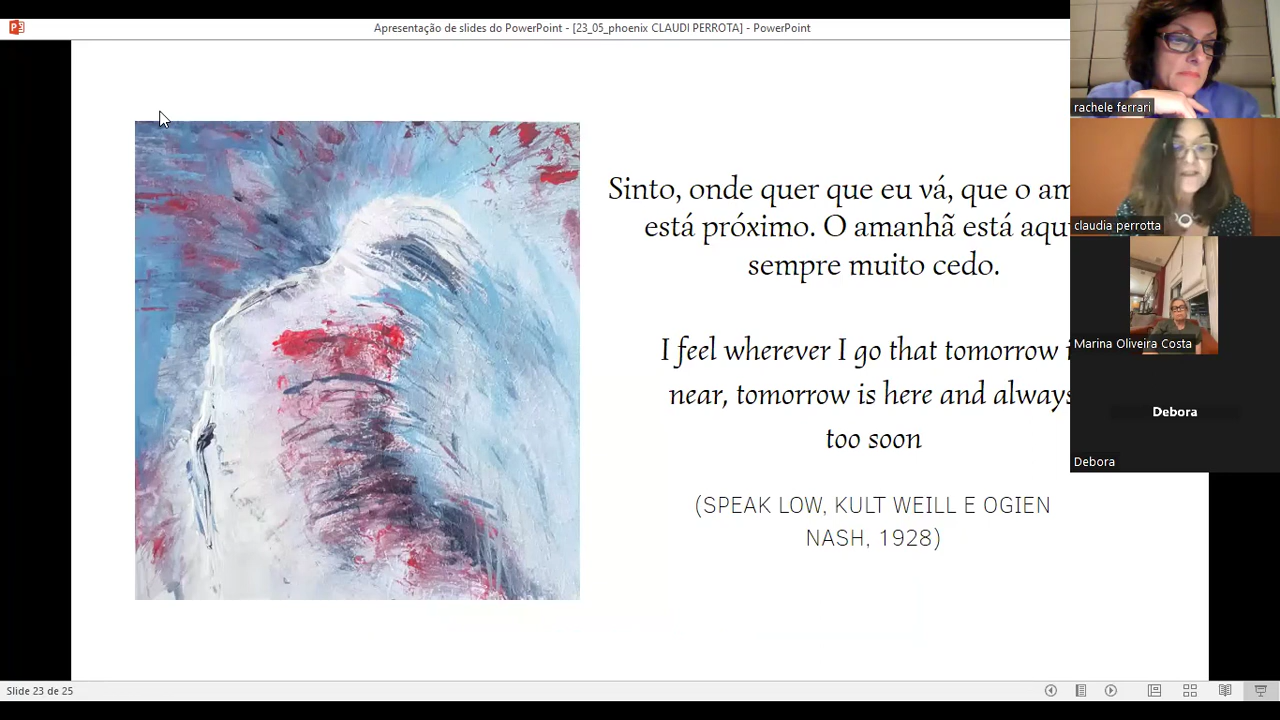 Apresentação de slides do PowerPoint - [23_05_phoenix CLAUDI PERROTA] - PowerPoint
Sinto, onde quer que eu vá, que o am
está próximo. O amanhã está aqu
sempre muito cedo.
I feel wherever I go that tomorrow i
near, tomorrow is here and always
too soon
(SPEAK LOW, KULT WEILL E OGIEN
NASH, 1928)
rachele ferrari
claudia perrotta
Marina Oliveira Costa
Debora
Debora
Slide 23 de 25